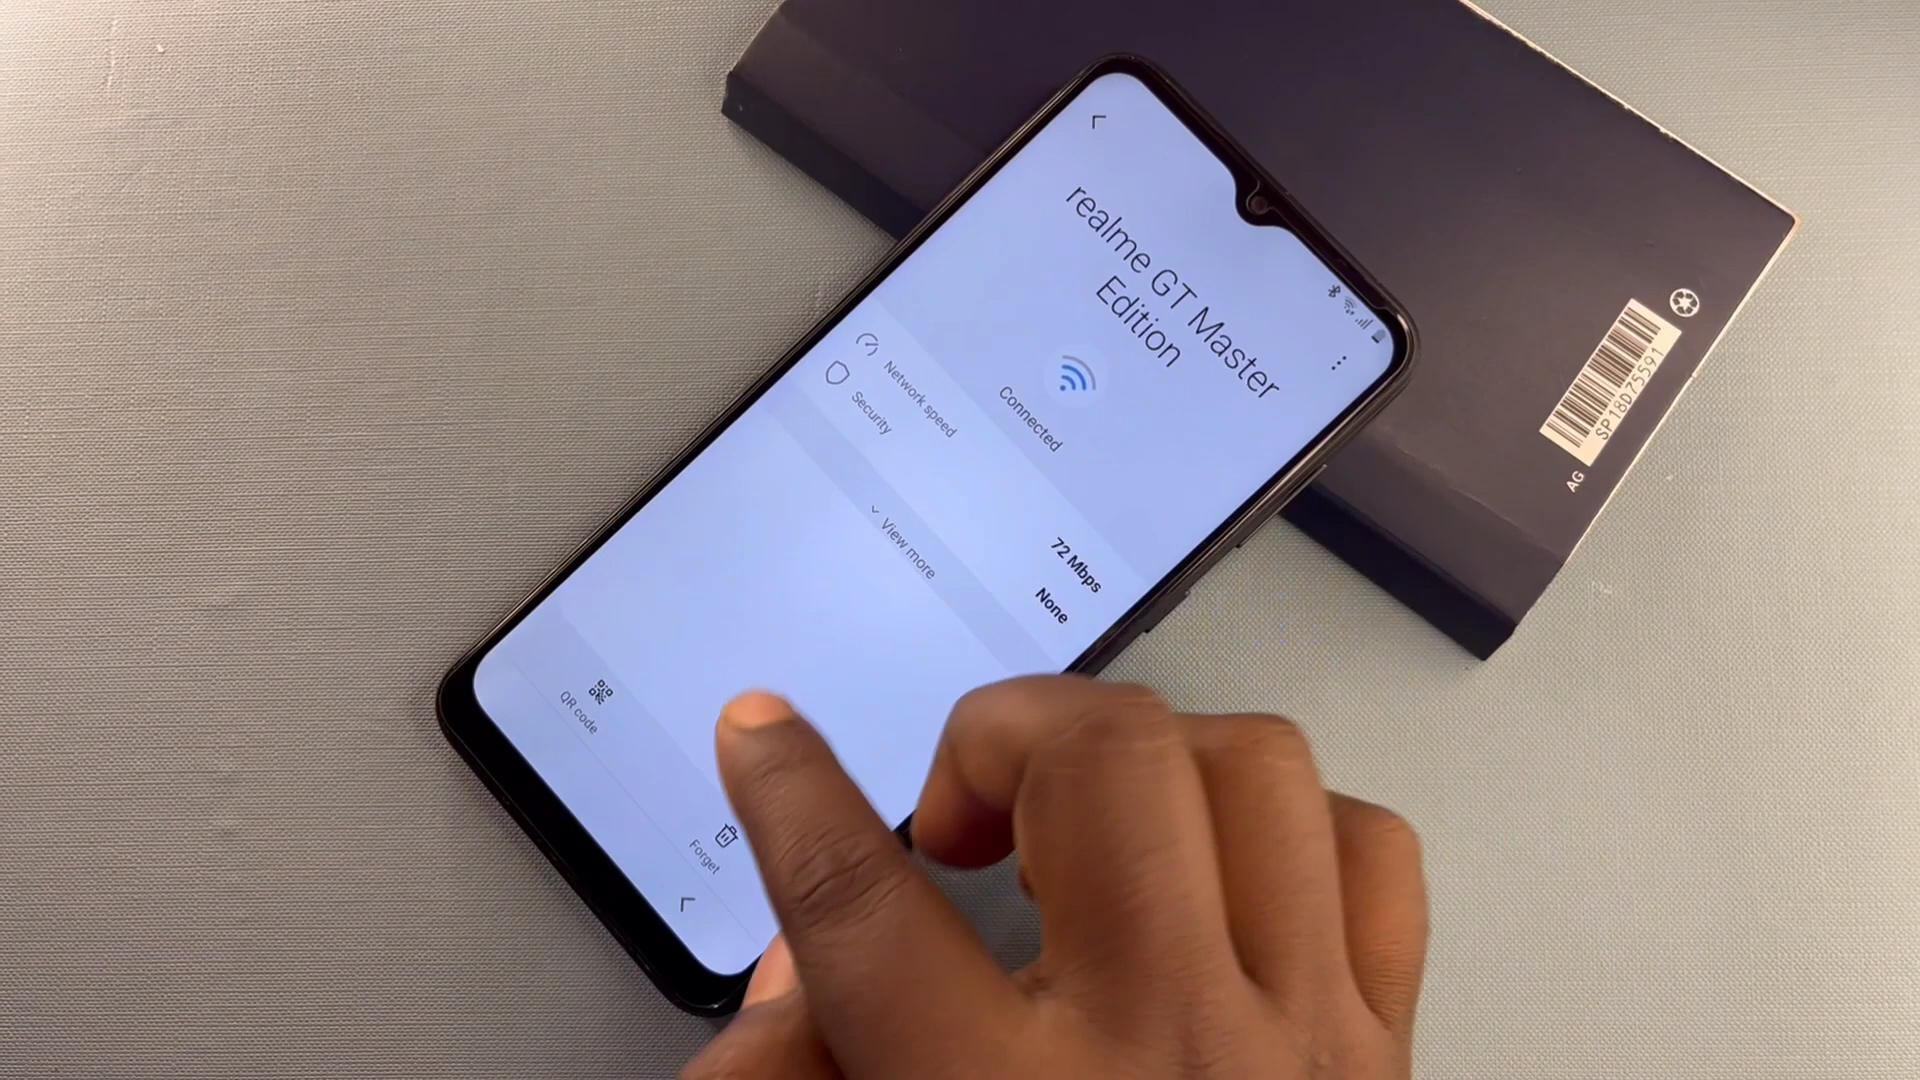 realme GT Master
Edition
Connected
Network speed
72 Mbps
Security
None
View more
QR code
Forget
SP18D75591
AG